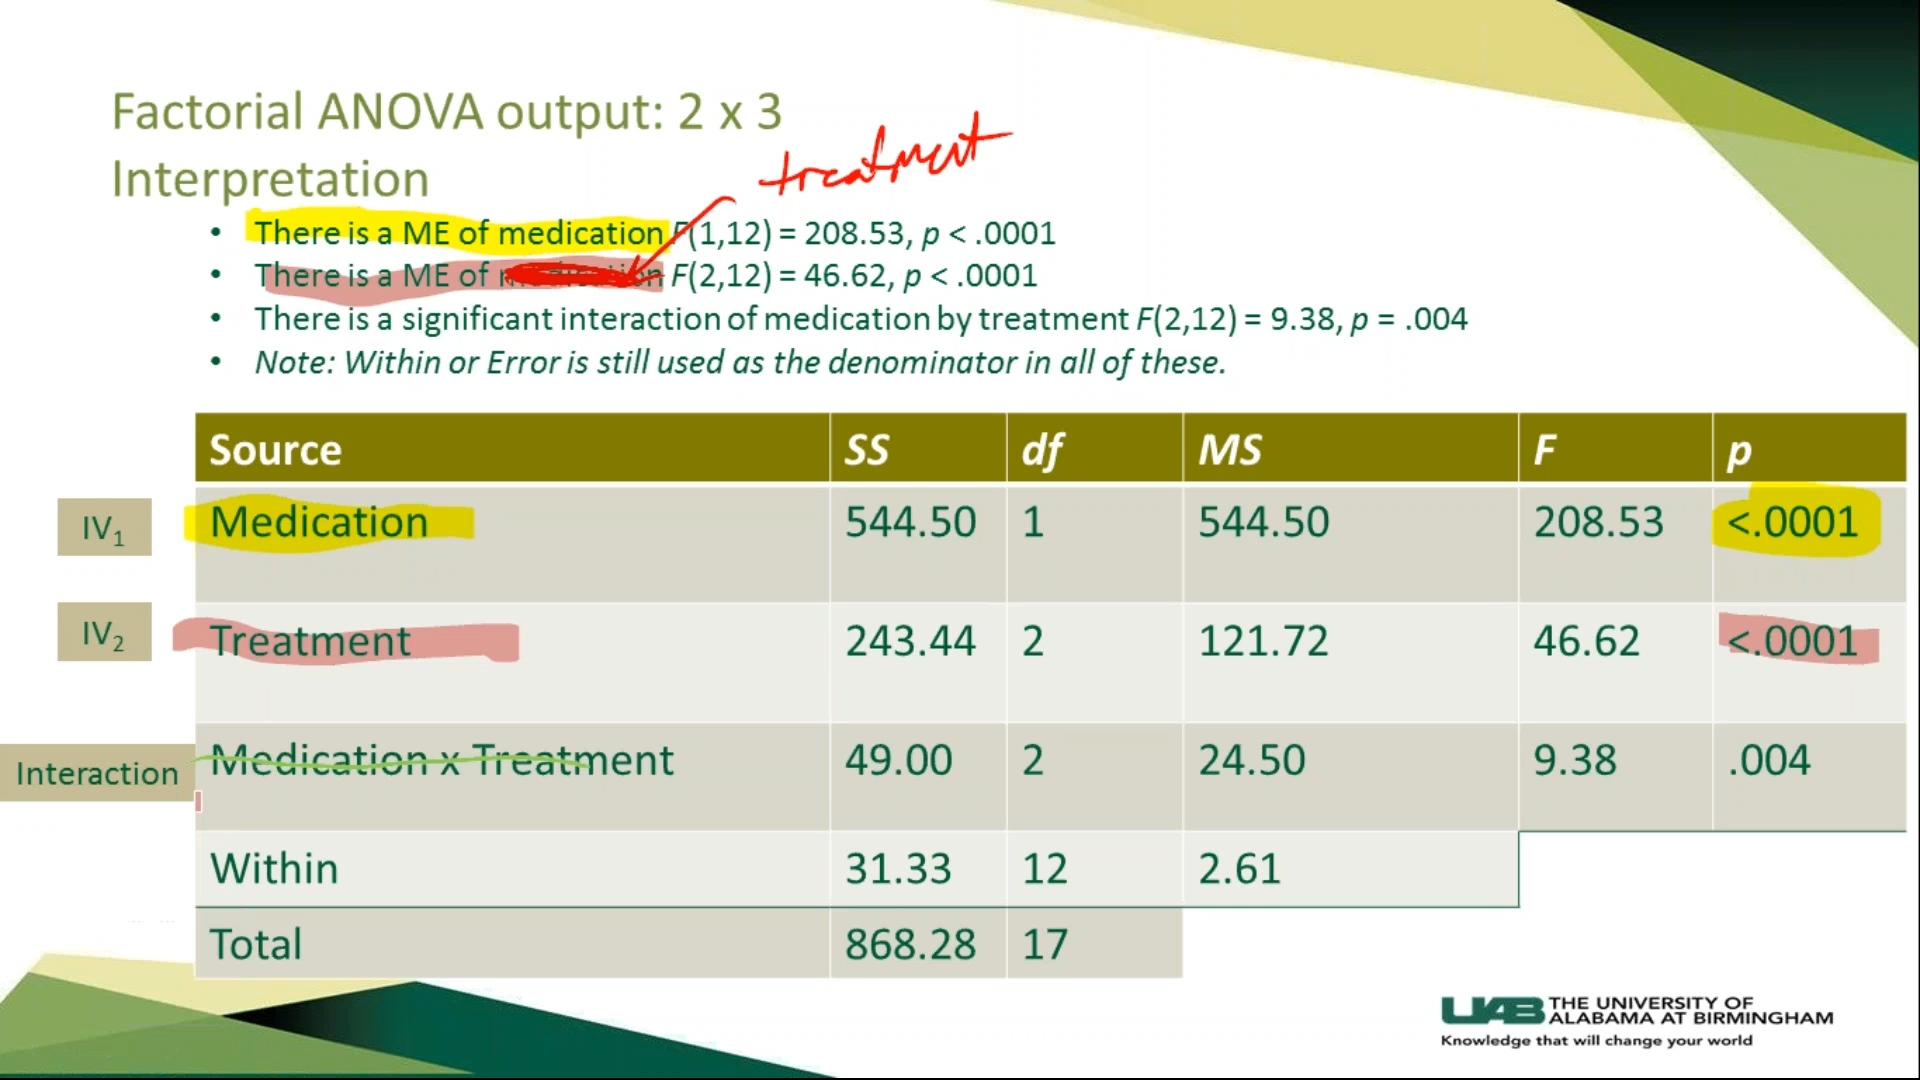 Factorial ANOVA output: 2 x 3
Interpretation
treatment
• There is a ME of medication F(1,12) = 208.53, p < .0001
• There is a ME of medication F(2,12) = 46.62, p < .0001
• There is a significant interaction of medication by treatment F(2,12) = 9.38, p = .004
• Note: Within or Error is still used as the denominator in all of these.
Source SS df MS F p
IV₁ Medication 544.50 1 544.50 208.53 <.0001
IV₂ Treatment 243.44 2 121.72 46.62 <.0001
Interaction Medication x Treatment 49.00 2 24.50 9.38 .004
Within 31.33 12 2.61
Total 868.28 17
UAB THE UNIVERSITY OF
ALABAMA AT BIRMINGHAM
Knowledge that will change your world